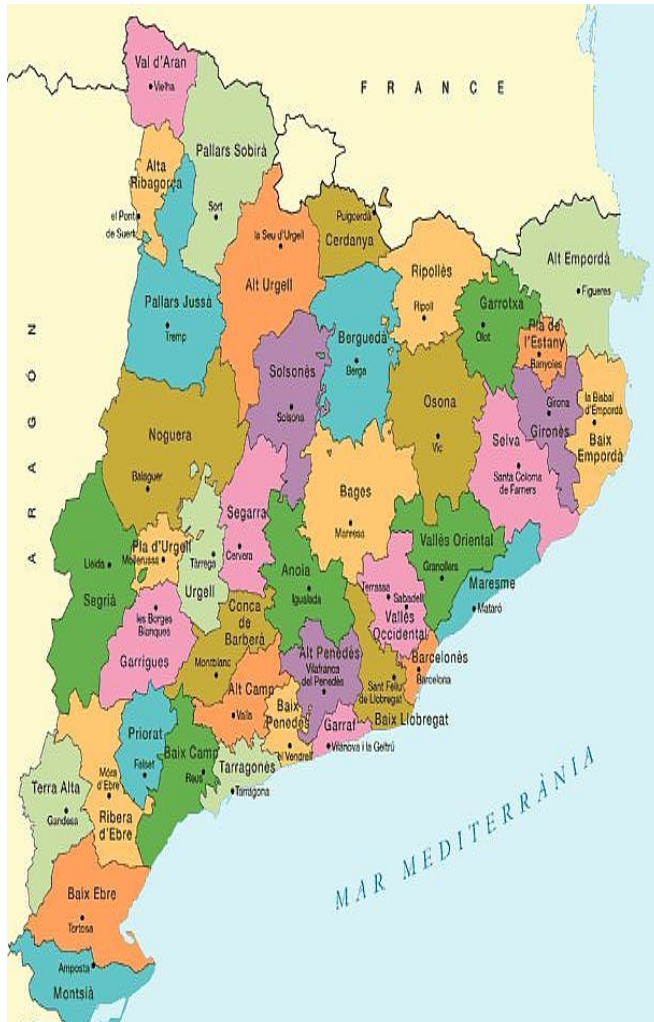 Val d'Aran
Vielha
F R A N C E
Alta
Ribagorça
el Pont
de Suert
Pallars Sobirà
Sort
la Seu d'Urgell
Alt Urgell
Puigcerdà
Cerdanya
Ripollès
Ripoll
Garrotxa
Olot
Alt Empordà
Figueres
Pla de
l'Estany
Banyoles
Pallars Jussà
Tremp
Berguedà
Berga
Solsonès
Solsona
Osona
Vic
Girona
Gironès
la Bisbal
d'Empordà
Baix
Empordà
Selva
Santa Coloma
de Farners
A R A G Ó N
Noguera
Balaguer
Segarra
Cervera
Bages
Manresa
Vallès Oriental
Granollers
Maresme
Mataró
Lleida
Segrià
Pla d'Urgell
Mollerussa
Tàrrega
Urgell
Anoia
Igualada
Terrassa
Sabadell
Vallès
Occidental
les Borges
Blanques
Garrigues
Conca
de
Barberà
Montblanc
Alt Penedès
Vilafranca
del Penedès
Barcelonès
Barcelona
Sant Feliu
de Llobregat
Baix Llobregat
Alt Camp
Valls
Baix
Penedès
el Vendrell
Garraf
Vilanova i la Geltrú
Priorat
Falset
Baix Camp
Reus
Tarragonès
Tarragona
Terra Alta
Gandesa
Móra
d'Ebre
Ribera
d'Ebre
MAR MEDITERRÀNIA
Baix Ebre
Tortosa
Amposta
Montsià